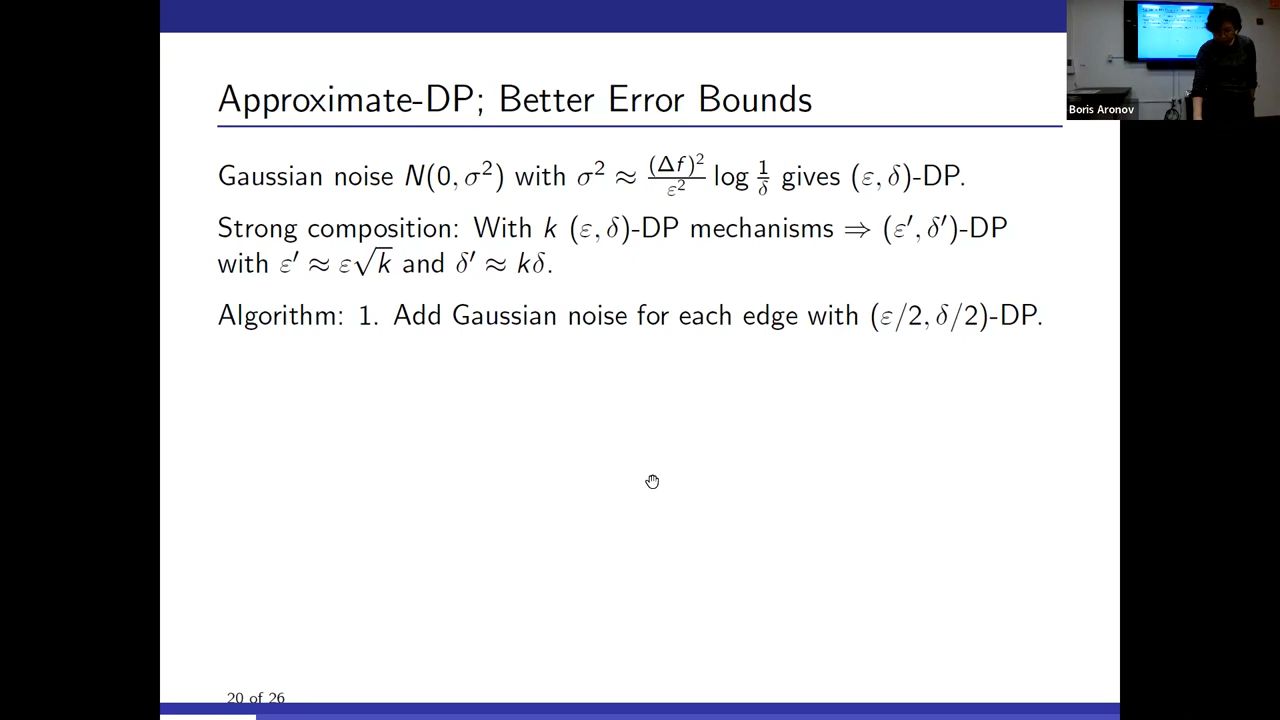 Approximate-DP; Better Error Bounds
Boris Aronov
Gaussian noise N(0, σ²) with σ² ≈ (Δf)²/ε² log 1/δ gives (ε, δ)-DP.
Strong composition: With k (ε, δ)-DP mechanisms ⇒ (ε′, δ′)-DP
with ε′ ≈ ε√k and δ′ ≈ kδ.
Algorithm: 1. Add Gaussian noise for each edge with (ε/2, δ/2)-DP.
20 of 26